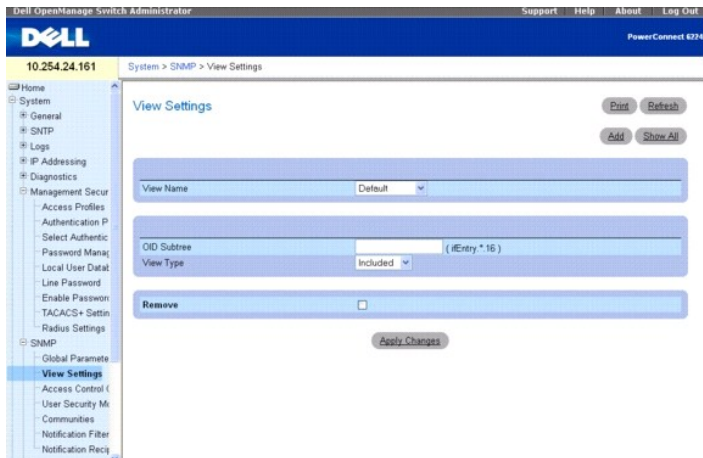 Dell OpenManage Switch Administrator
Support Help About Log Out
DELL
PowerConnect 6224
10.254.24.161
System > SNMP > View Settings
Home
System
General
SNTP
Logs
IP Addressing
Diagnostics
Management Secur
Access Profiles
Authentication P
Select Authentic
Password Manag
Local User Datab
Line Password
Enable Passwor
TACACS+ Settin
Radius Settings
SNMP
Global Paramete
View Settings
Access Control (
User Security Mo
Communities
Notification Filter
Notification Recip
View Settings
Print Refresh
Add Show All
View Name Default
OID Subtree ( ifEntry.*.16 )
View Type Included
Remove
Apply Changes